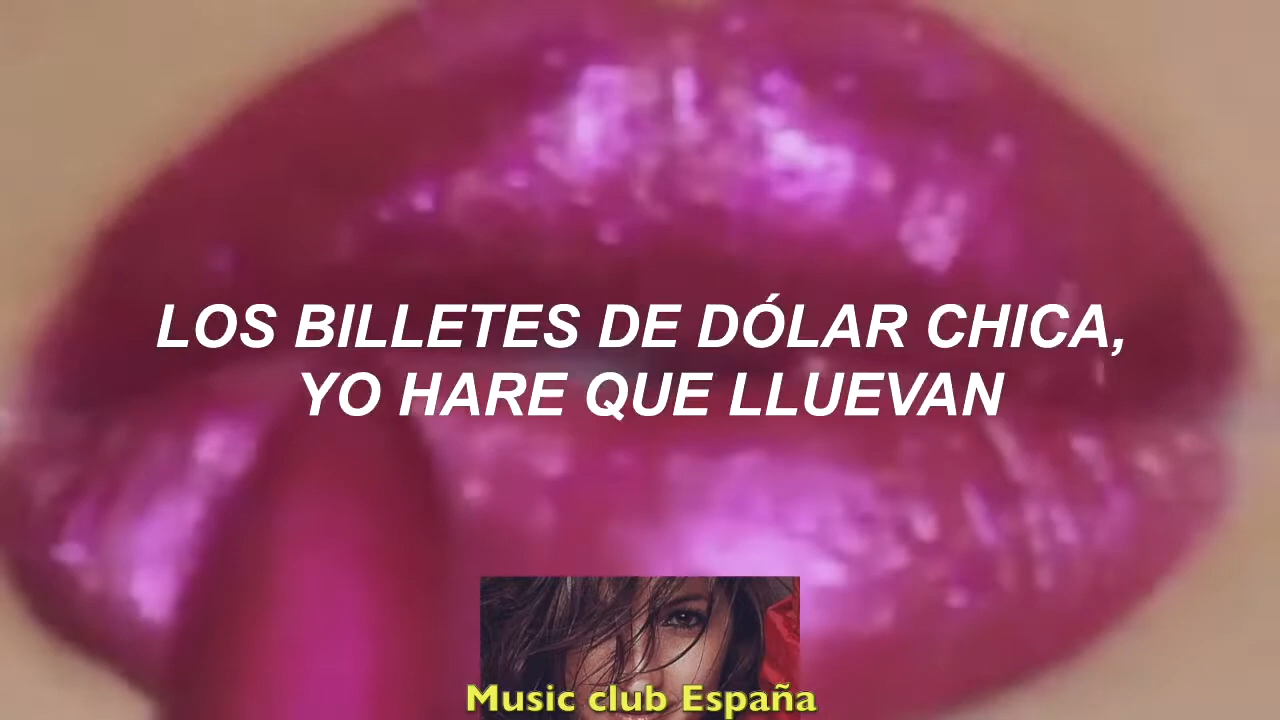 LOS BILLETES DE DÓLAR CHICA,
YO HARE QUE LLUEVAN
Music club España